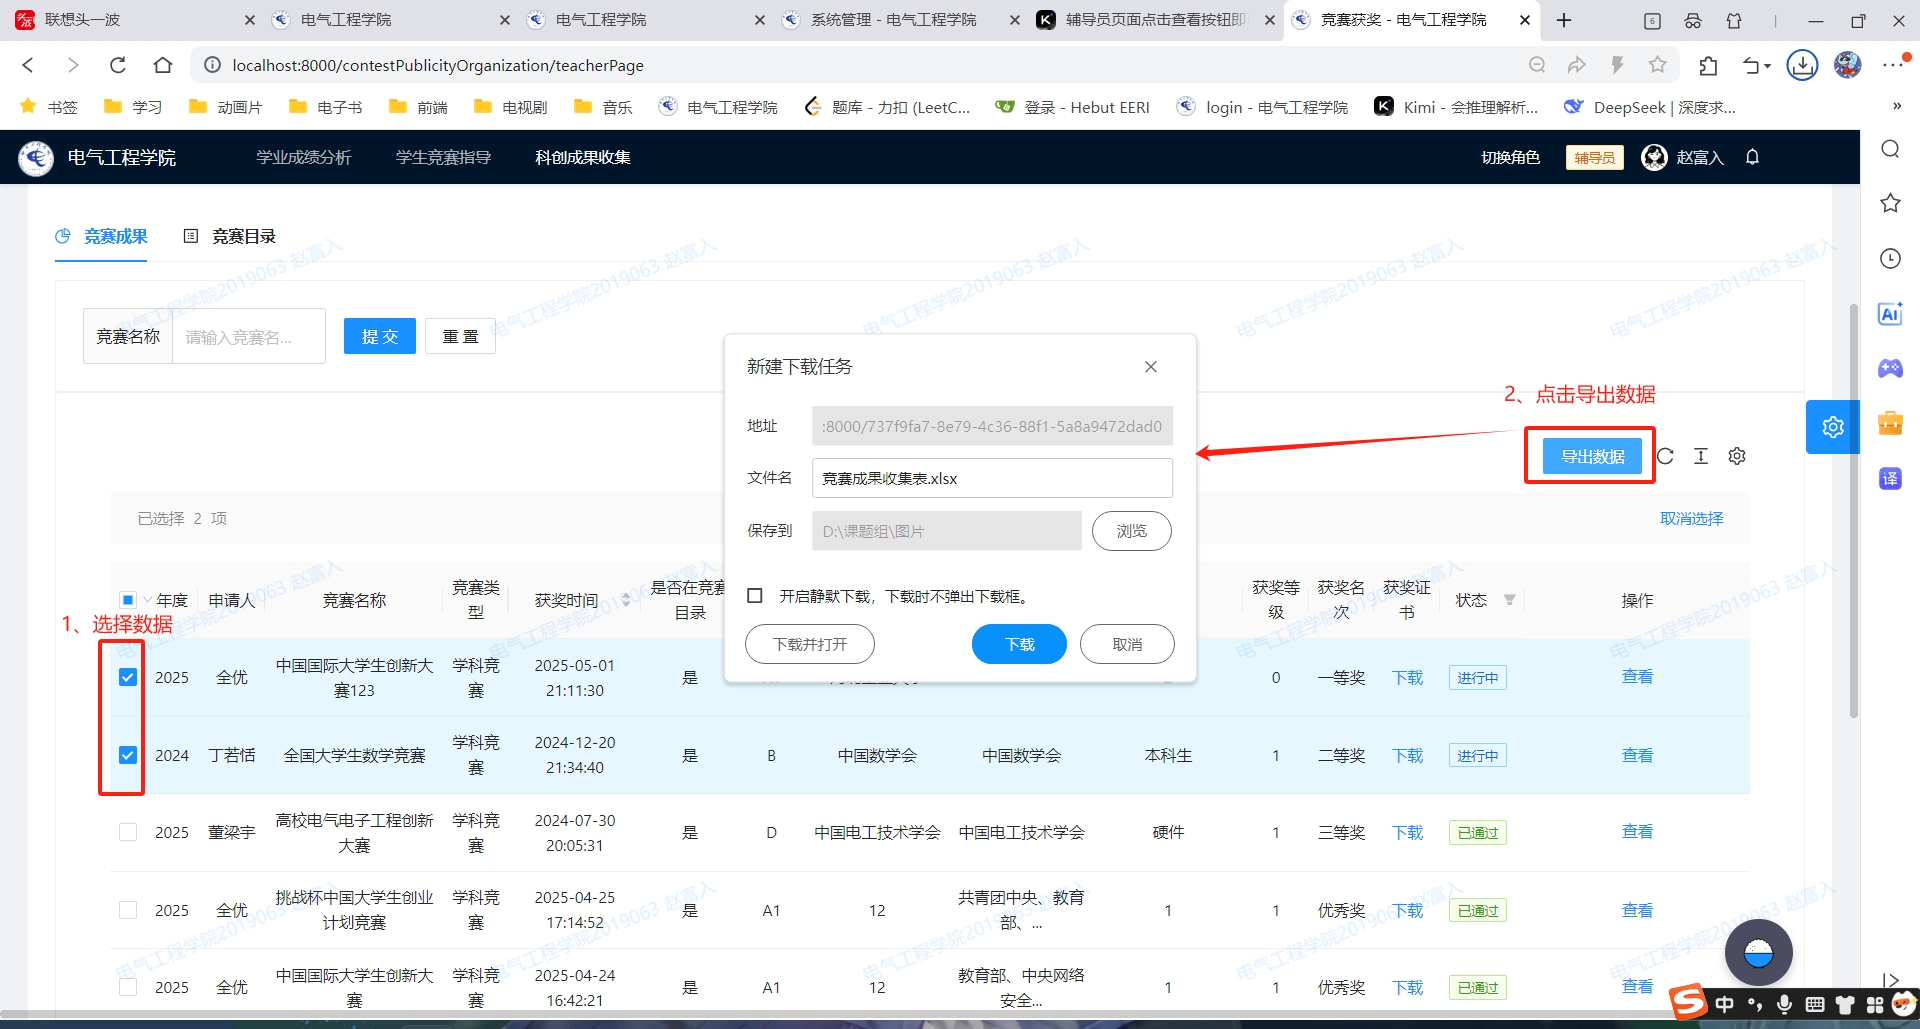 联想头一波
电气工程学院
电气工程学院
系统管理 - 电气工程学院
辅导员页面点击查看按钮即
竞赛获奖 - 电气工程学院
6
localhost:8000/contestPublicityOrganization/teacherPage
书签 学习 动画片 电子书 前端 电视剧 音乐 电气工程学院 题库 - 力扣 (LeetC... 登录 - Hebut EERI login - 电气工程学院 Kimi - 会推理解析... DeepSeek | 深度求... »
电气工程学院 学业成绩分析 学生竞赛指导 科创成果收集 切换角色 辅导员 赵富入
竞赛成果 竞赛目录
竞赛名称 请输入竞赛名... 提 交 重 置
新建下载任务
地址 :8000/737f9fa7-8e79-4c36-88f1-5a8a9472dad0
文件名 竞赛成果收集表.xlsx
保存到 D:\课题组\图片 浏览
开启静默下载，下载时不弹出下载框。
下载并打开 下载 取消
2、点击导出数据
导出数据
已选择 2 项 取消选择
年度 申请人 竞赛名称 竞赛类型 获奖时间 是否在竞赛目录 获奖等级 获奖名次 获奖证书 状态 操作
1、选择数据
2025 全优 中国国际大学生创新大赛123 学科竞赛 2025-05-01 21:11:30 是 0 一等奖 下载 进行中 查看
2024 丁若恬 全国大学生数学竞赛 学科竞赛 2024-12-20 21:34:40 是 B 中国数学会 中国数学会 本科生 1 二等奖 下载 进行中 查看
2025 董梁宇 高校电气电子工程创新大赛 学科竞赛 2024-07-30 20:05:31 是 D 中国电工技术学会 中国电工技术学会 硬件 1 三等奖 下载 已通过 查看
2025 全优 挑战杯中国大学生创业计划竞赛 学科竞赛 2025-04-25 17:14:52 是 A1 12 共青团中央、教育部、... 1 1 优秀奖 下载 已通过 查看
2025 全优 中国国际大学生创新大赛 学科竞赛 2025-04-24 16:42:21 是 A1 12 教育部、中央网络安全... 1 1 优秀奖 下载 已通过 查看
电气工程学院2019063 赵富入
Ai
译
中